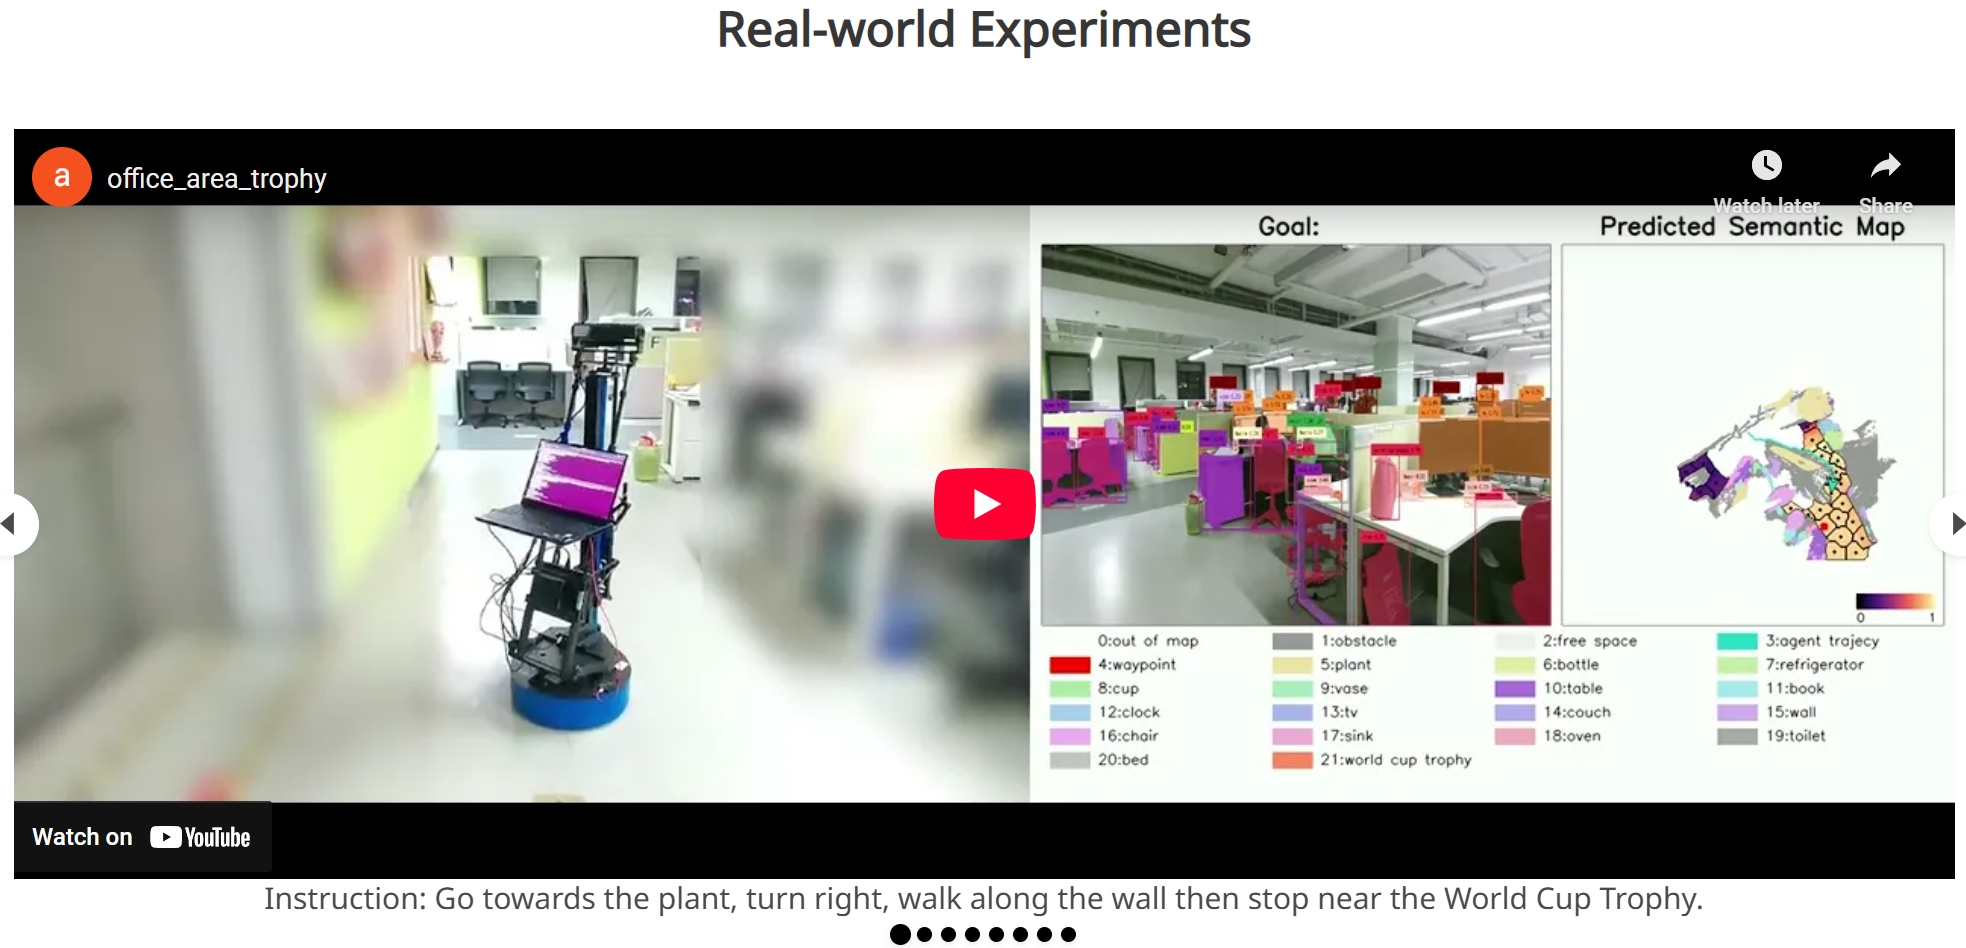 Real-world Experiments
a
office_area_trophy
Watch later
Share
Goal:
Predicted Semantic Map
F
0 1
0:out of map 1:obstacle 2:free space 3:agent trajecy
4:waypoint 5:plant 6:bottle 7:refrigerator
8:cup 9:vase 10:table 11:book
12:clock 13:tv 14:couch 15:wall
16:chair 17:sink 18:oven 19:toilet
20:bed 21:world cup trophy
Watch on YouTube
Instruction: Go towards the plant, turn right, walk along the wall then stop near the World Cup Trophy.